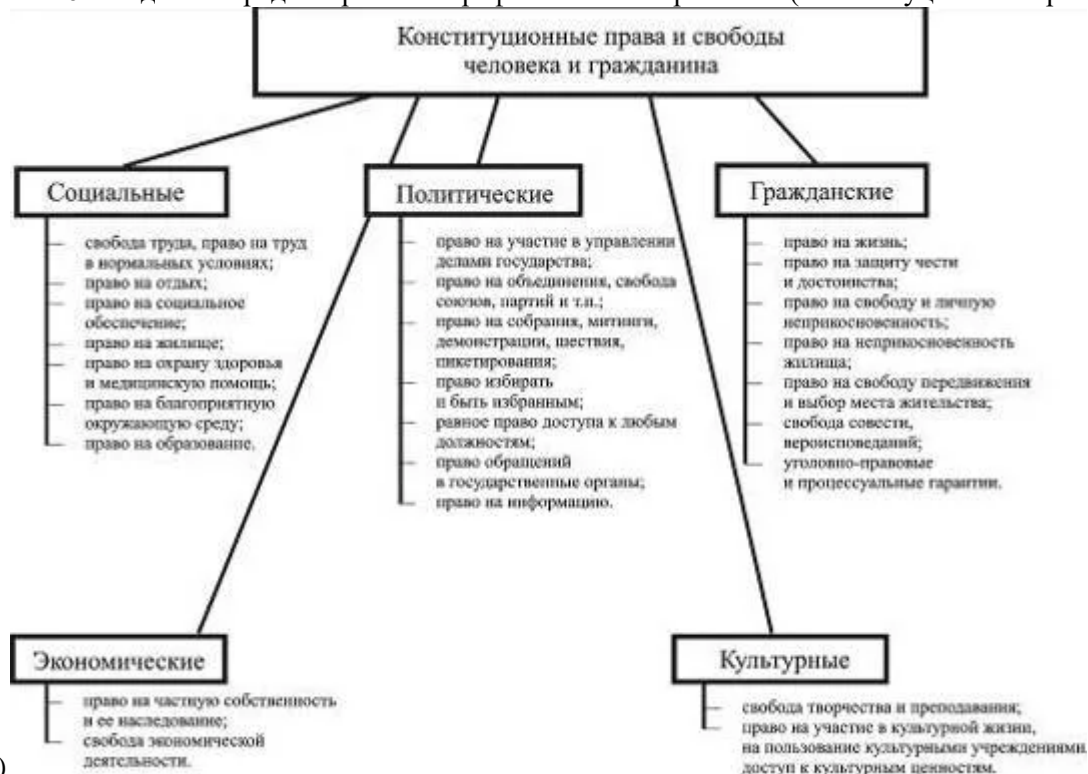 Конституционные права и свободы
человека и гражданина
Социальные
свобода труда, право на труд
в нормальных условиях;
право на отдых;
право на социальное
обеспечение;
право на жилище;
право на охрану здоровья
и медицинскую помощь;
право на благоприятную
окружающую среду;
право на образование.
Политические
право на участие в управлении
делами государства;
право на объединения, свобода
союзов, партий и т.п.;
право на собрания, митинги,
демонстрации, шествия,
пикетирования;
право избирать
и быть избранным;
равное право доступа к любым
должностям;
право обращений
в государственные органы;
право на информацию.
Гражданские
право на жизнь;
право на защиту чести
и достоинства;
право на свободу и личную
неприкосновенность;
право на неприкосновенность
жилища;
право на свободу передвижения
и выбор места жительства;
свобода совести,
вероисповеданий;
уголовно-правовые
и процессуальные гарантии.
Экономические
право на частную собственность
и ее наследование;
свобода экономической
деятельности.
Культурные
свобода творчества и преподавания;
право на участие в культурной жизни,
на пользование культурными учреждениями,
доступ к культурным ценностям.
)